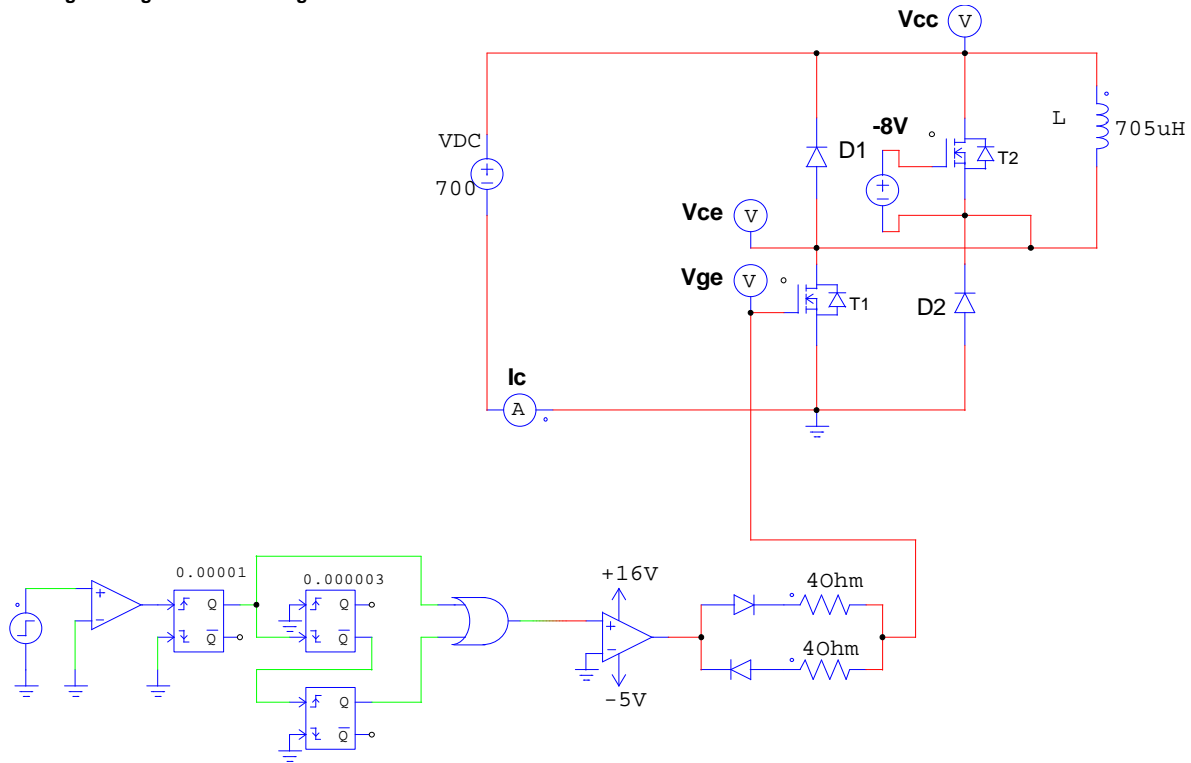 Vcc
V
VDC
700
-8V
D1
T2
L
705uH
Vce
V
Vge
V
T1
D2
Ic
A
0.00001
0.000003
+16V
4Ohm
Q
Q
Q
Q
4Ohm
-5V
Q
Q